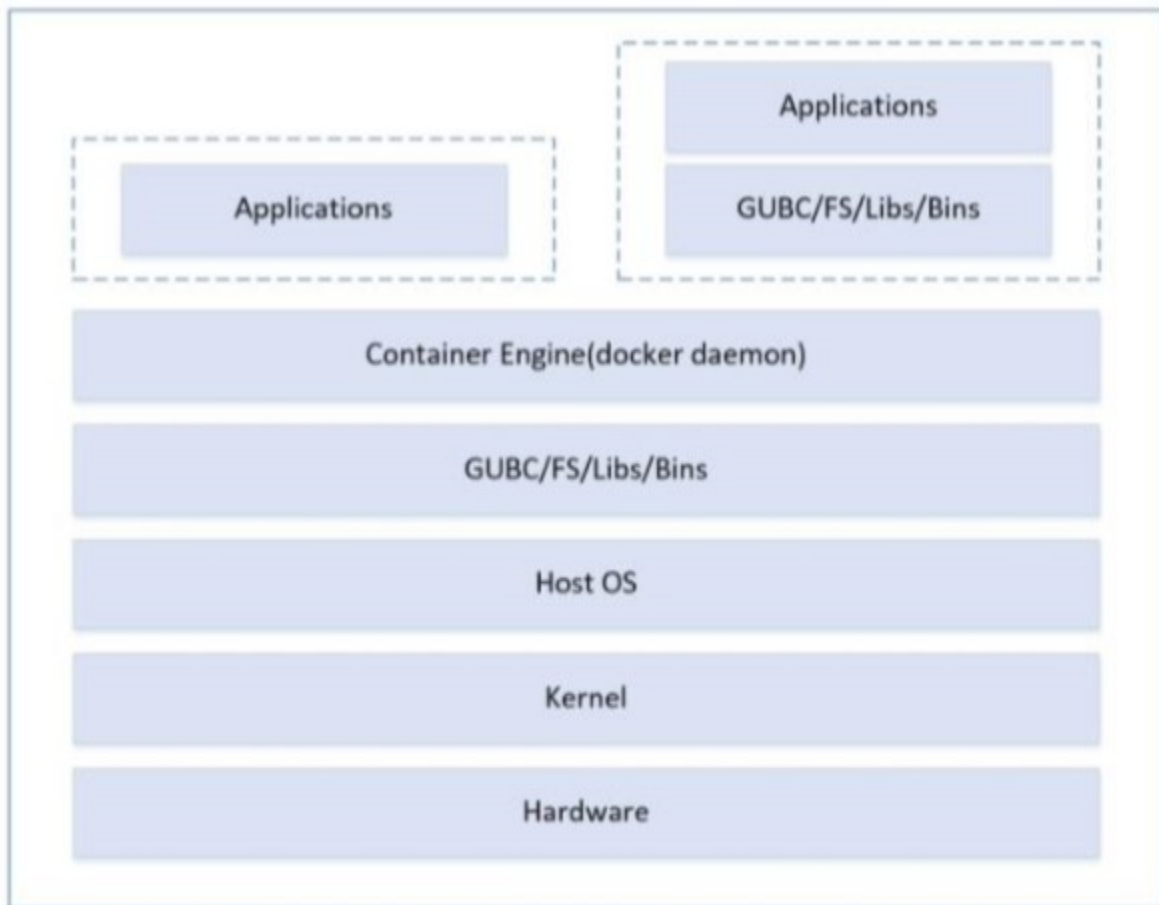 Applications
Applications
GUBC/FS/Libs/Bins
Container Engine(docker daemon)
GUBC/FS/Libs/Bins
Host OS
Kernel
Hardware